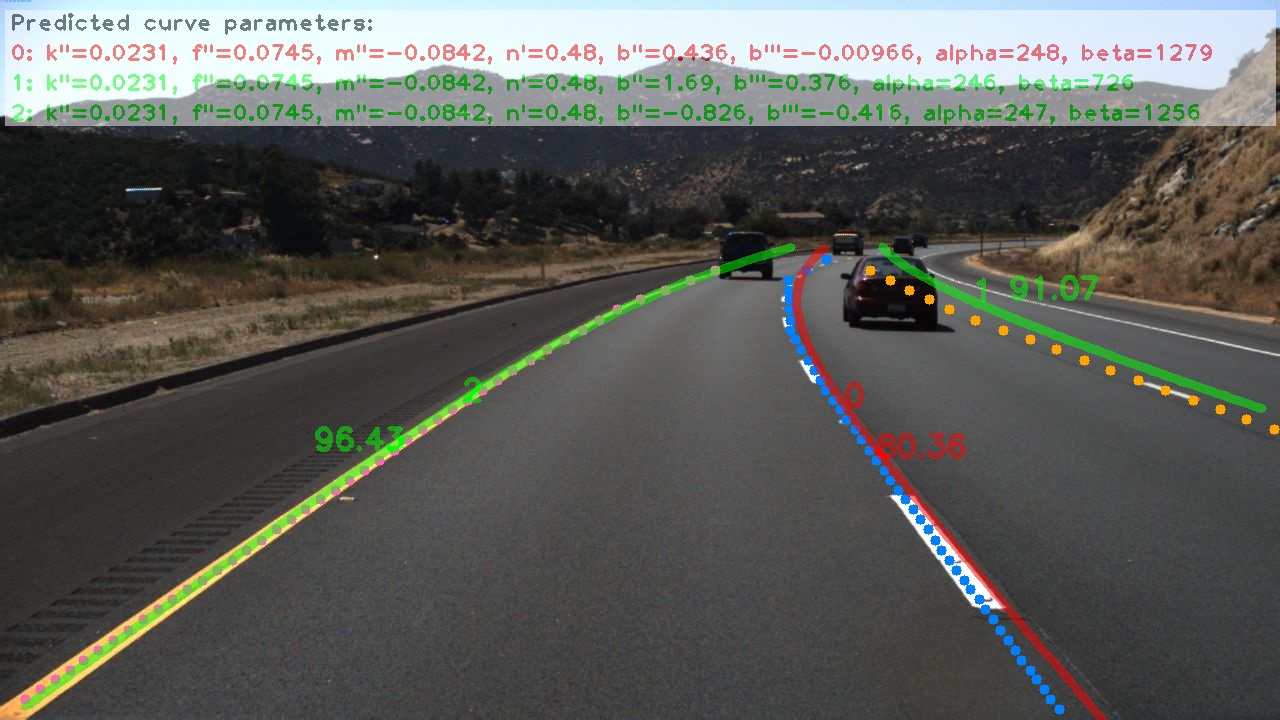 Predicted curve parameters:
0: k''=0.0231, f''=0.0745, m''=−0.0842, n'=0.48, b''=0.436, b'''=−0.00966, alpha=248, beta=1279
1: k''=0.0231, f''=0.0745, m''=−0.0842, n'=0.48, b''=1.69, b'''=0.376, alpha=246, beta=726
2: k''=0.0231, f''=0.0745, m''=−0.0842, n'=0.48, b''=−0.826, b'''=−0.416, alpha=247, beta=1256
1 91.07
2
0
96.43
80.36